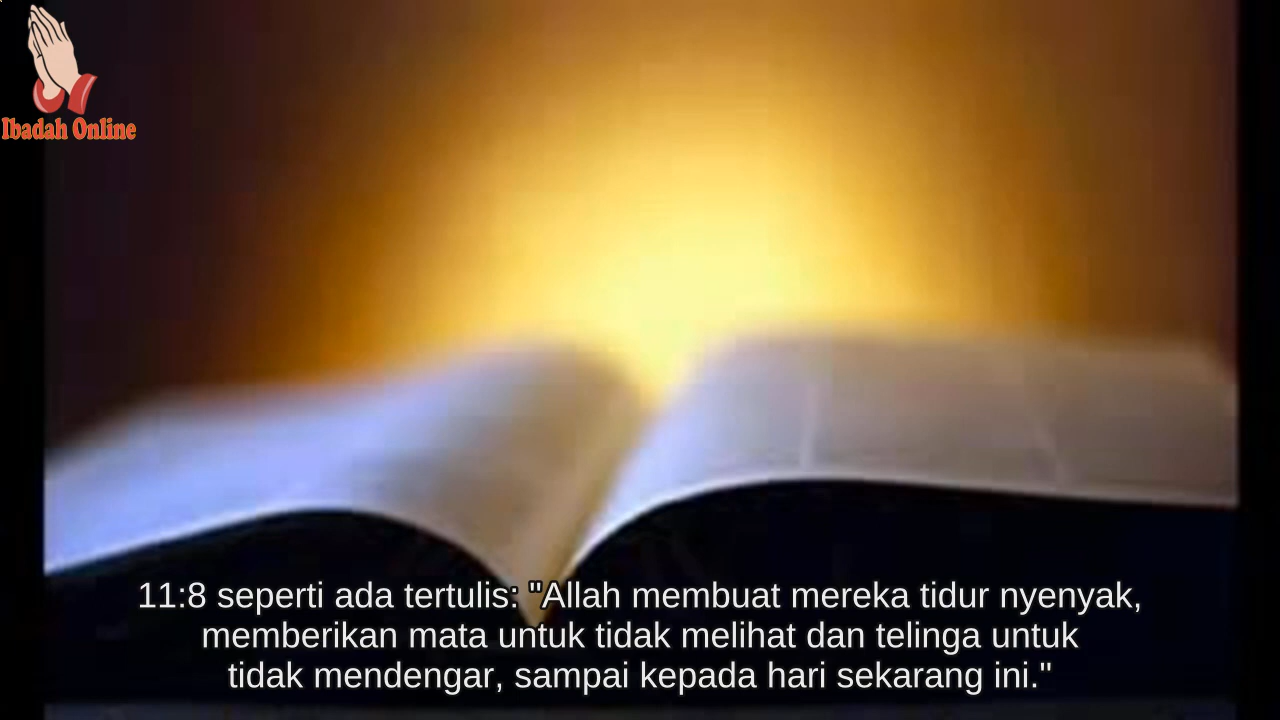 Ibadah Online
11:8 seperti ada tertulis: "Allah membuat mereka tidur nyenyak,
memberikan mata untuk tidak melihat dan telinga untuk
tidak mendengar, sampai kepada hari sekarang ini."